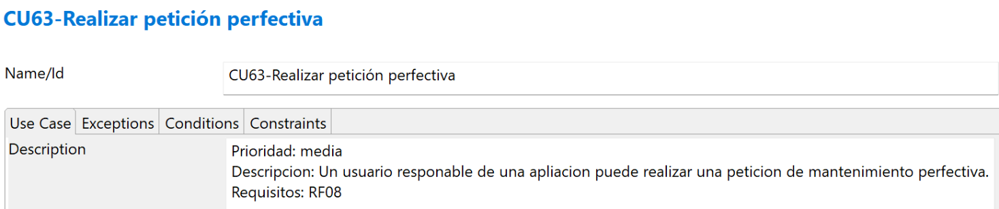 CU63-Realizar petición perfectiva
Name/Id
CU63-Realizar petición perfectiva
Use Case Exceptions Conditions Constraints
Description
Prioridad: media
Descripcion: Un usuario responable de una apliacion puede realizar una peticion de mantenimiento perfectiva.
Requisitos: RF08